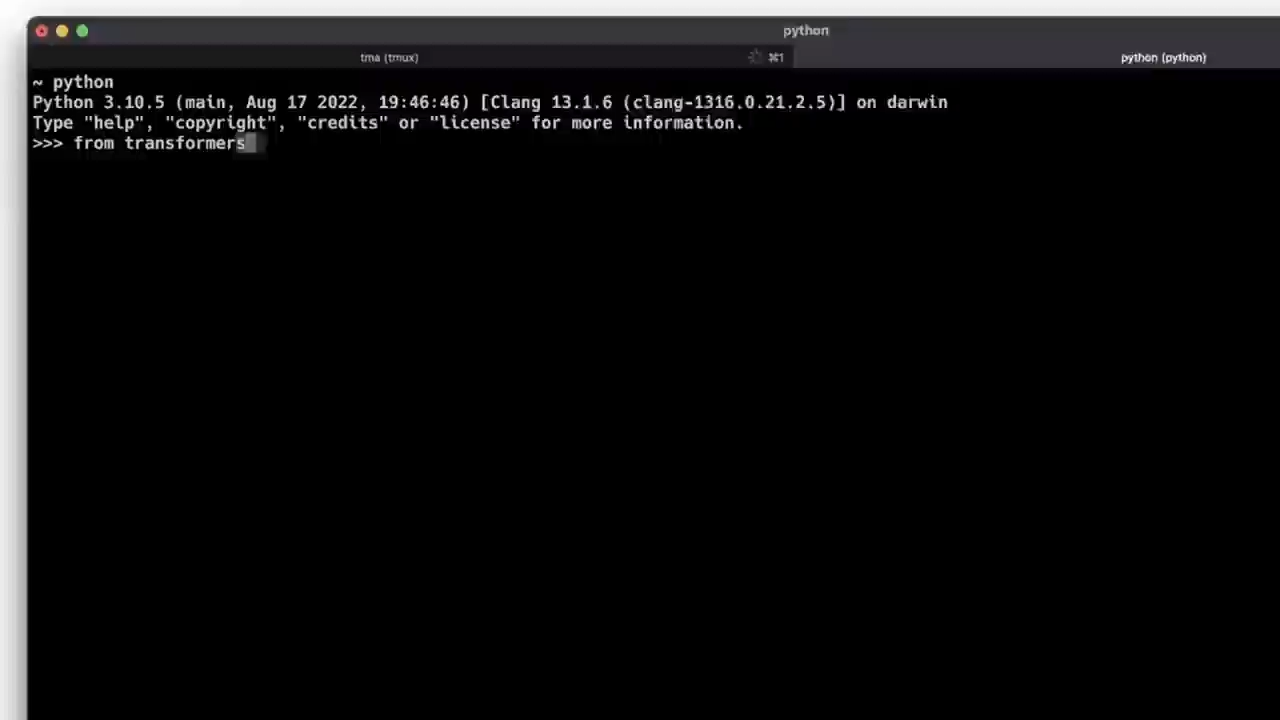 python
tma (tmux) ⌘1 python (python)
~ python
Python 3.10.5 (main, Aug 17 2022, 19:46:46) [Clang 13.1.6 (clang-1316.0.21.2.5)] on darwin
Type "help", "copyright", "credits" or "license" for more information.
>>> from transformers